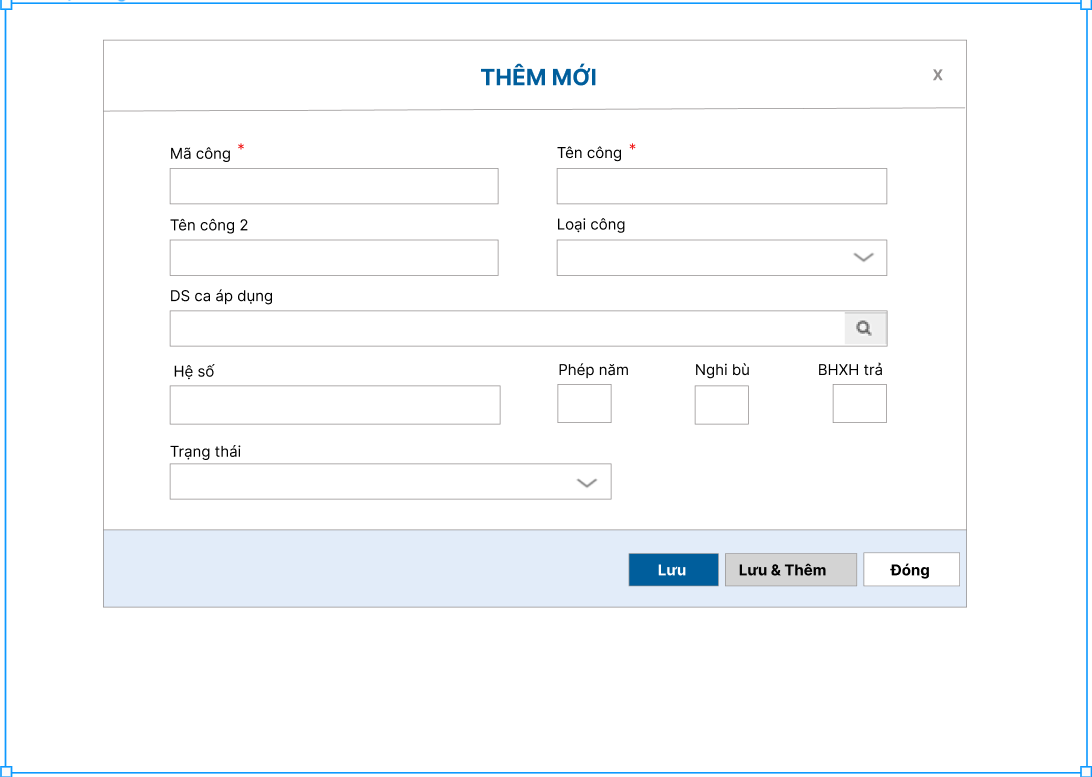 THÊM MỚI X
Mã công * Tên công *
Tên công 2 Loại công
DS ca áp dụng
Hệ số Phép năm Nghi bù BHXH trả
Trạng thái
Lưu Lưu & Thêm Đóng